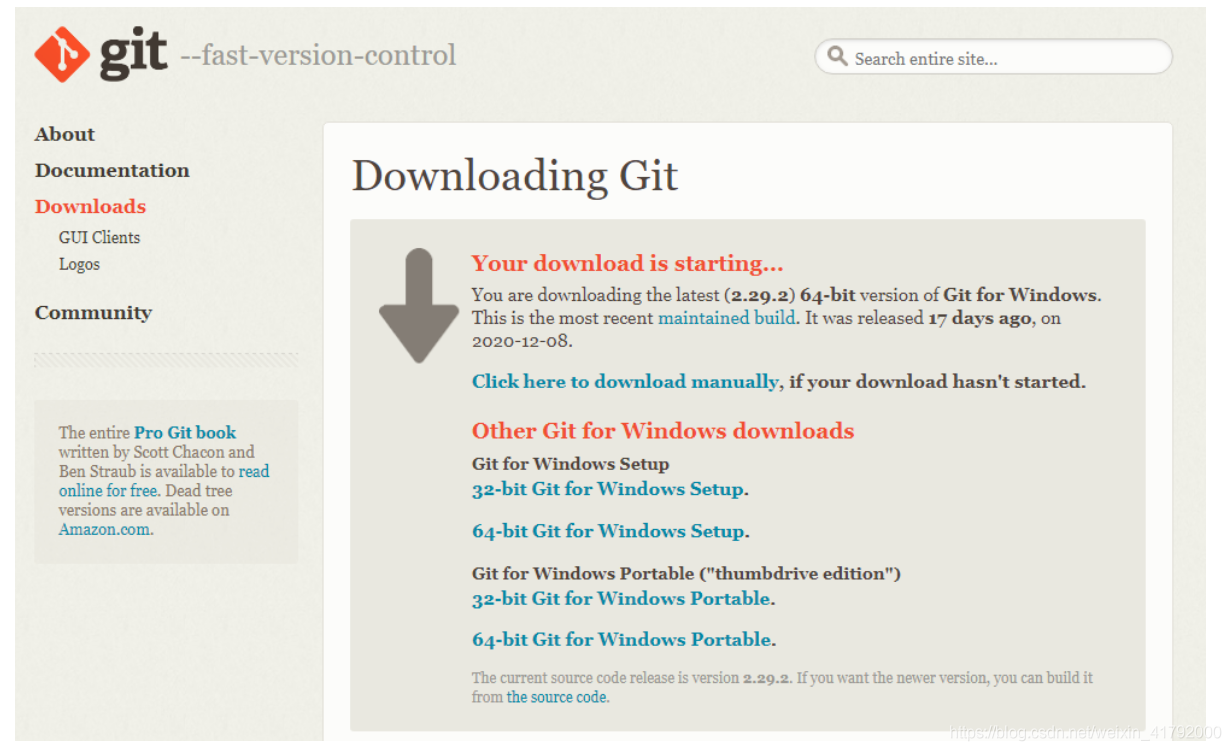 git --fast-version-control
Search entire site...
About
Documentation
Downloads
GUI Clients
Logos
Community
The entire Pro Git book
written by Scott Chacon and
Ben Straub is available to read
online for free. Dead tree
versions are available on
Amazon.com.
Downloading Git
Your download is starting...
You are downloading the latest (2.29.2) 64-bit version of Git for Windows.
This is the most recent maintained build. It was released 17 days ago, on
2020-12-08.
Click here to download manually, if your download hasn't started.
Other Git for Windows downloads
Git for Windows Setup
32-bit Git for Windows Setup.
64-bit Git for Windows Setup.
Git for Windows Portable ("thumbdrive edition")
32-bit Git for Windows Portable.
64-bit Git for Windows Portable.
The current source code release is version 2.29.2. If you want the newer version, you can build it
from the source code.
https://blog.csdn.net/weixin_41792000